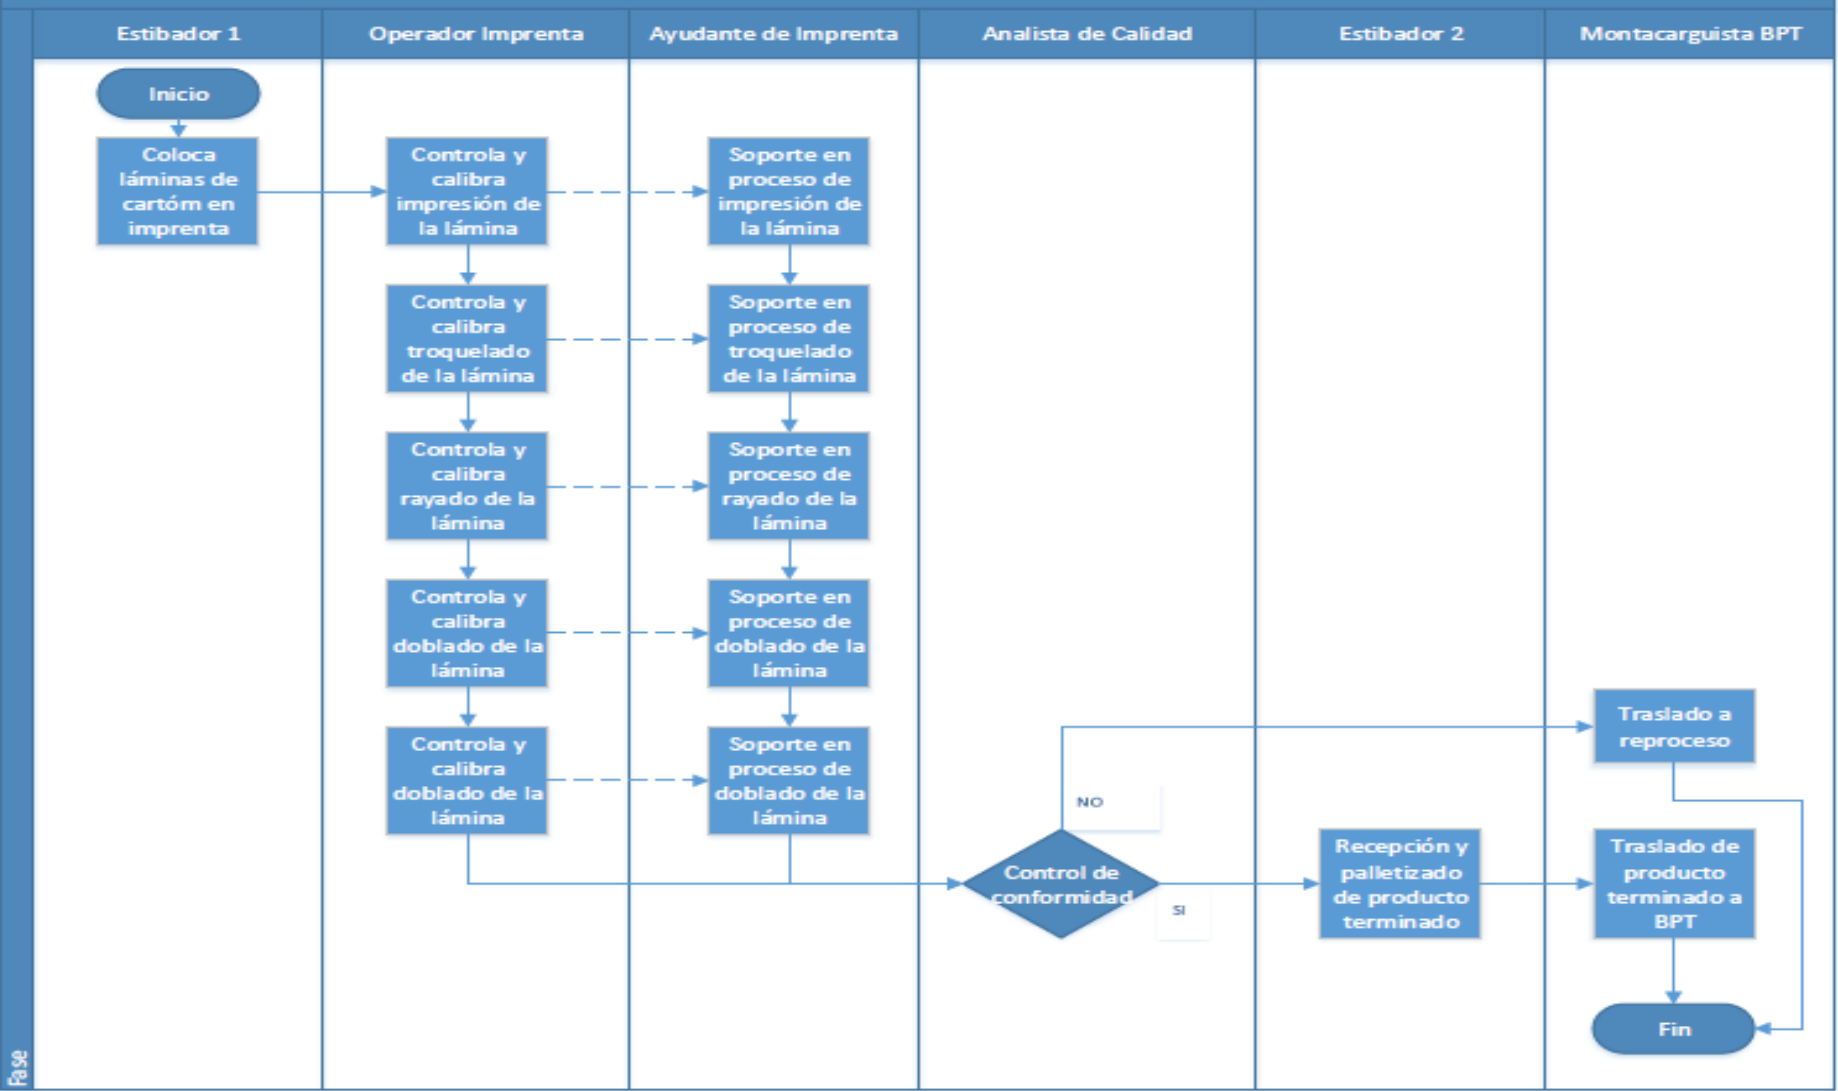 Estibador 1
Operador Imprenta
Ayudante de Imprenta
Analista de Calidad
Estibador 2
Montacarguista BPT
Inicio
Coloca
láminas de
cartóm en
imprenta
Controla y
calibra
impresión de
la lámina
Soporte en
proceso de
impresión de
la lámina
Controla y
calibra
troquelado
de la lámina
Soporte en
proceso de
troquelado
de la lámina
Controla y
calibra
rayado de la
lámina
Soporte en
proceso de
rayado de la
lámina
Controla y
calibra
doblado de la
lámina
Soporte en
proceso de
doblado de la
lámina
Controla y
calibra
doblado de la
lámina
Soporte en
proceso de
doblado de la
lámina
Control de
conformidad
NO
SI
Recepción y
palletizado
de producto
terminado
Traslado a
reproceso
Traslado de
producto
terminado a
BPT
Fin
Fase